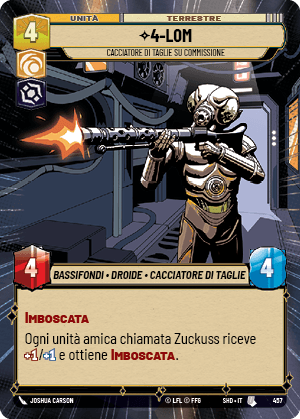 4
UNITÀ
TERRESTRE
4-LOM
CACCIATORE DI TAGLIE SU COMMISSIONE
4
BASSIFONDI • DROIDE • CACCIATORE DI TAGLIE
4
IMBOSCATA
Ogni unità amica chiamata Zuckuss riceve
+1/+1 e ottiene IMBOSCATA.
JOSHUA CARSON
© LFL © FFG
SHD • IT
457